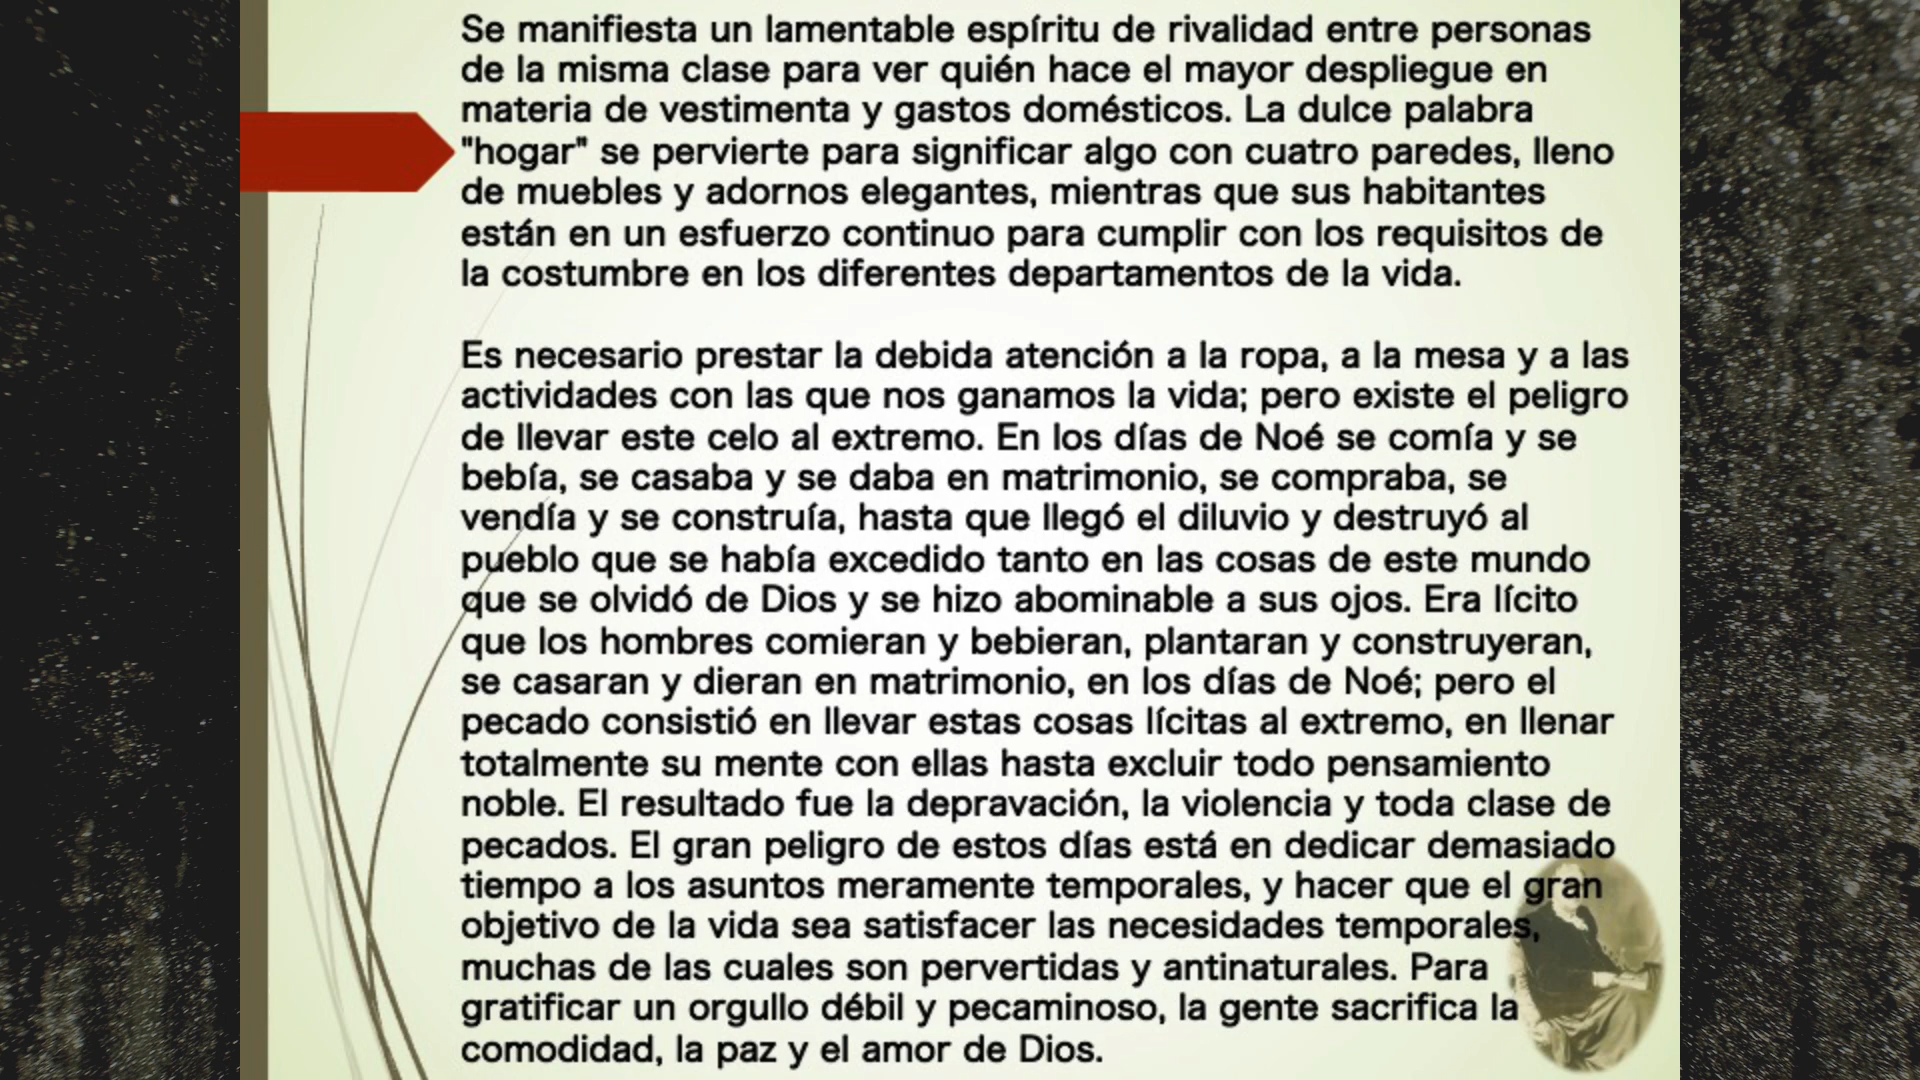 Se manifiesta un lamentable espíritu de rivalidad entre personas
de la misma clase para ver quién hace el mayor despliegue en
materia de vestimenta y gastos domésticos. La dulce palabra
"hogar" se pervierte para significar algo con cuatro paredes, lleno
de muebles y adornos elegantes, mientras que sus habitantes
están en un esfuerzo continuo para cumplir con los requisitos de
la costumbre en los diferentes departamentos de la vida.
Es necesario prestar la debida atención a la ropa, a la mesa y a las
actividades con las que nos ganamos la vida; pero existe el peligro
de llevar este celo al extremo. En los días de Noé se comía y se
bebía, se casaba y se daba en matrimonio, se compraba, se
vendía y se construía, hasta que llegó el diluvio y destruyó al
pueblo que se había excedido tanto en las cosas de este mundo
que se olvidó de Dios y se hizo abominable a sus ojos. Era lícito
que los hombres comieran y bebieran, plantaran y construyeran,
se casaran y dieran en matrimonio, en los días de Noé; pero el
pecado consistió en llevar estas cosas lícitas al extremo, en llenar
totalmente su mente con ellas hasta excluir todo pensamiento
noble. El resultado fue la depravación, la violencia y toda clase de
pecados. El gran peligro de estos días está en dedicar demasiado
tiempo a los asuntos meramente temporales, y hacer que el gran
objetivo de la vida sea satisfacer las necesidades temporales,
muchas de las cuales son pervertidas y antinaturales. Para
gratificar un orgullo débil y pecaminoso, la gente sacrifica la
comodidad, la paz y el amor de Dios.